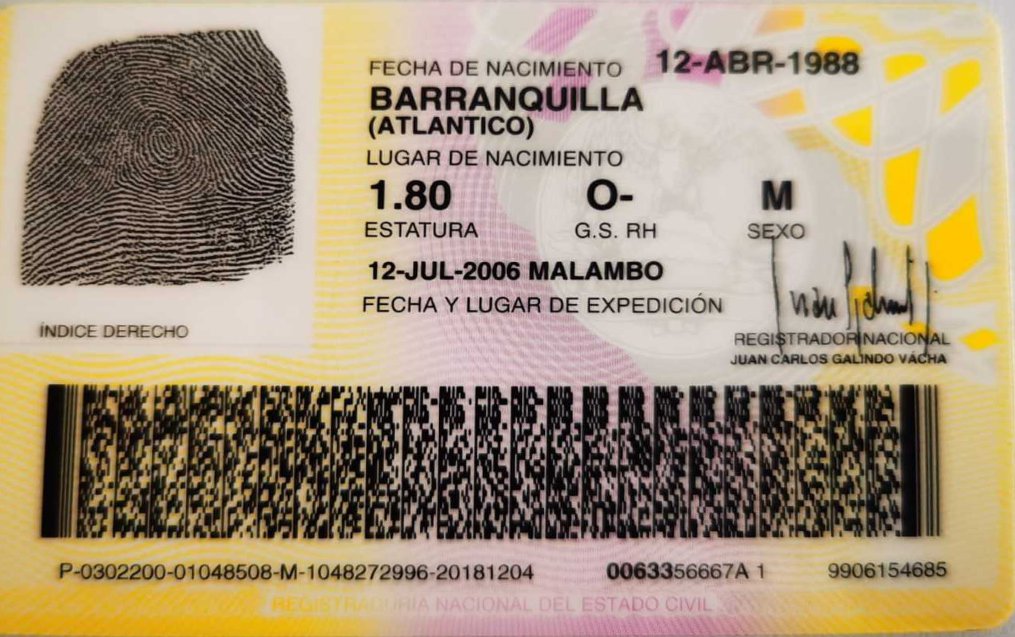 FECHA DE NACIMIENTO 12-ABR-1988
BARRANQUILLA
(ATLANTICO)
LUGAR DE NACIMIENTO
1.80 O- M
ESTATURA G.S. RH SEXO
12-JUL-2006 MALAMBO
FECHA Y LUGAR DE EXPEDICIÓN
ÍNDICE DERECHO
REGISTRADOR NACIONAL
JUAN CARLOS GALINDO VÁCHA
P-0302200-01048508-M-1048272996-20181204 0063356667A 1 9906154685
REGISTRADURÍA NACIONAL DEL ESTADO CIVIL